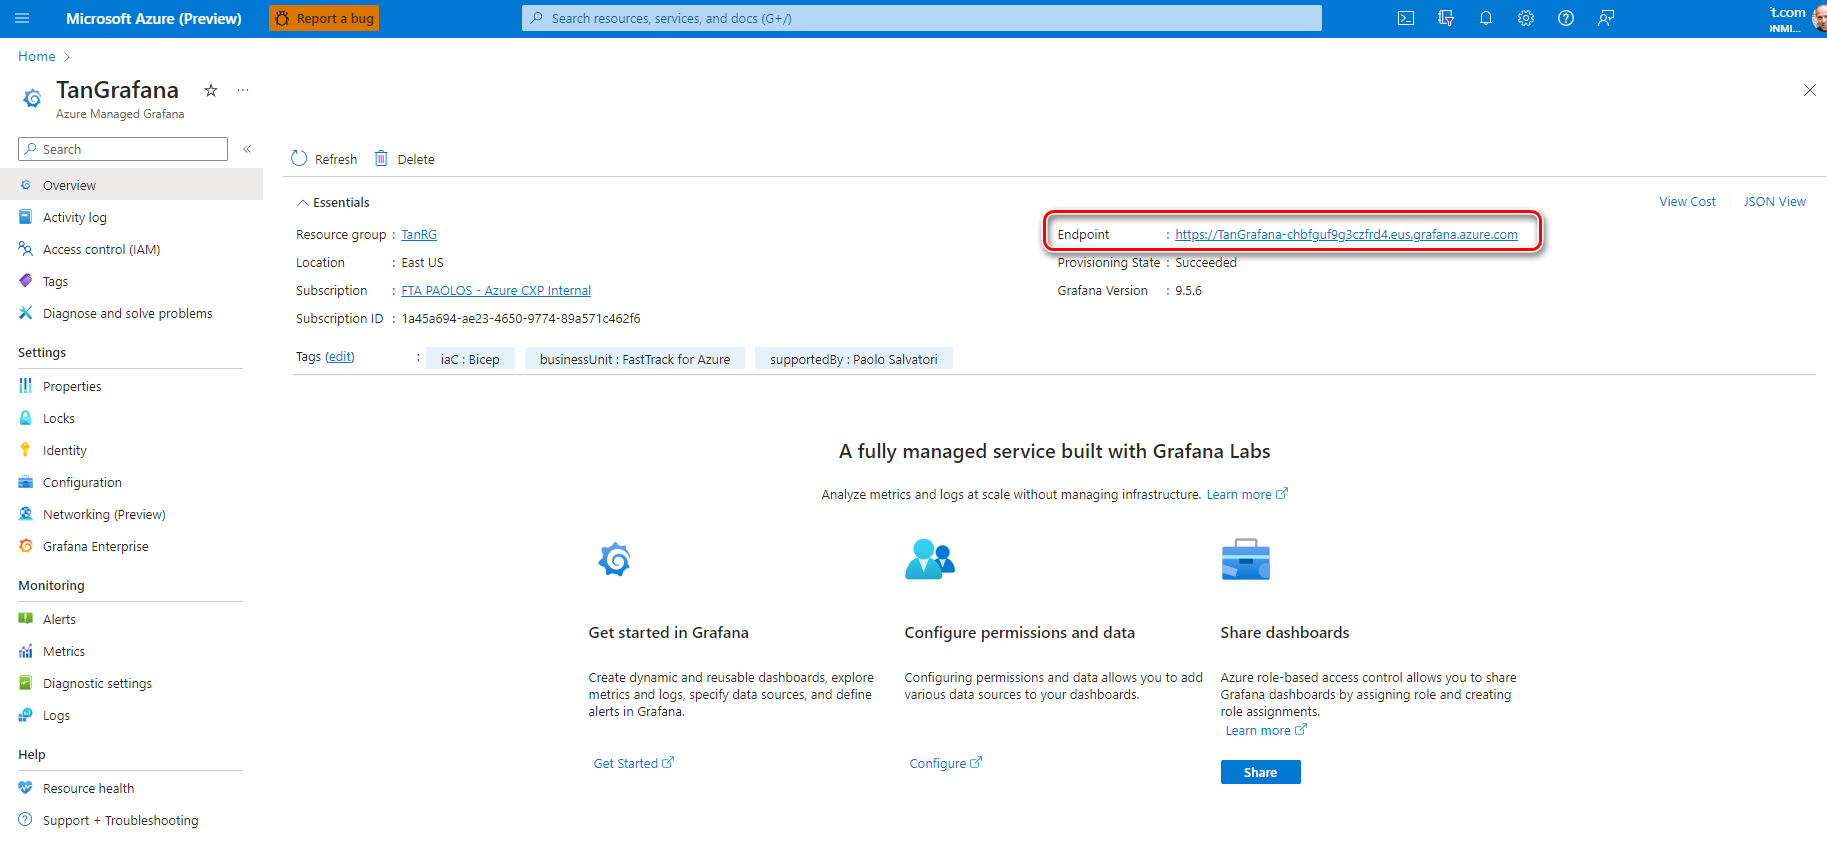 Microsoft Azure (Preview)
Report a bug
Search resources, services, and docs (G+/)
Home
TanGrafana
Azure Managed Grafana
Search
Overview
Activity log
Access control (IAM)
Tags
Diagnose and solve problems
Settings
Properties
Locks
Identity
Configuration
Networking (Preview)
Grafana Enterprise
Monitoring
Alerts
Metrics
Diagnostic settings
Logs
Help
Resource health
Support + Troubleshooting
Refresh
Delete
Essentials
View Cost
JSON View
Resource group : TanRG
Location : East US
Subscription : FTA PAOLOS - Azure CXP Internal
Subscription ID : 1a45a694-ae23-4650-9774-89a571c462f6
Endpoint : https://TanGrafana-chbfguf9g3czfrd4.eus.grafana.azure.com
Provisioning State : Succeeded
Grafana Version : 9.5.6
Tags (edit) : iaC : Bicep businessUnit : FastTrack for Azure supportedBy : Paolo Salvatori
A fully managed service built with Grafana Labs
Analyze metrics and logs at scale without managing infrastructure. Learn more
Get started in Grafana
Create dynamic and reusable dashboards, explore
metrics and logs, specify data sources, and define
alerts in Grafana.
Get Started
Configure permissions and data
Configuring permissions and data allows you to add
various data sources to your dashboards.
Configure
Share dashboards
Azure role-based access control allows you to share
Grafana dashboards by assigning role and creating
role assignments.
Learn more
Share